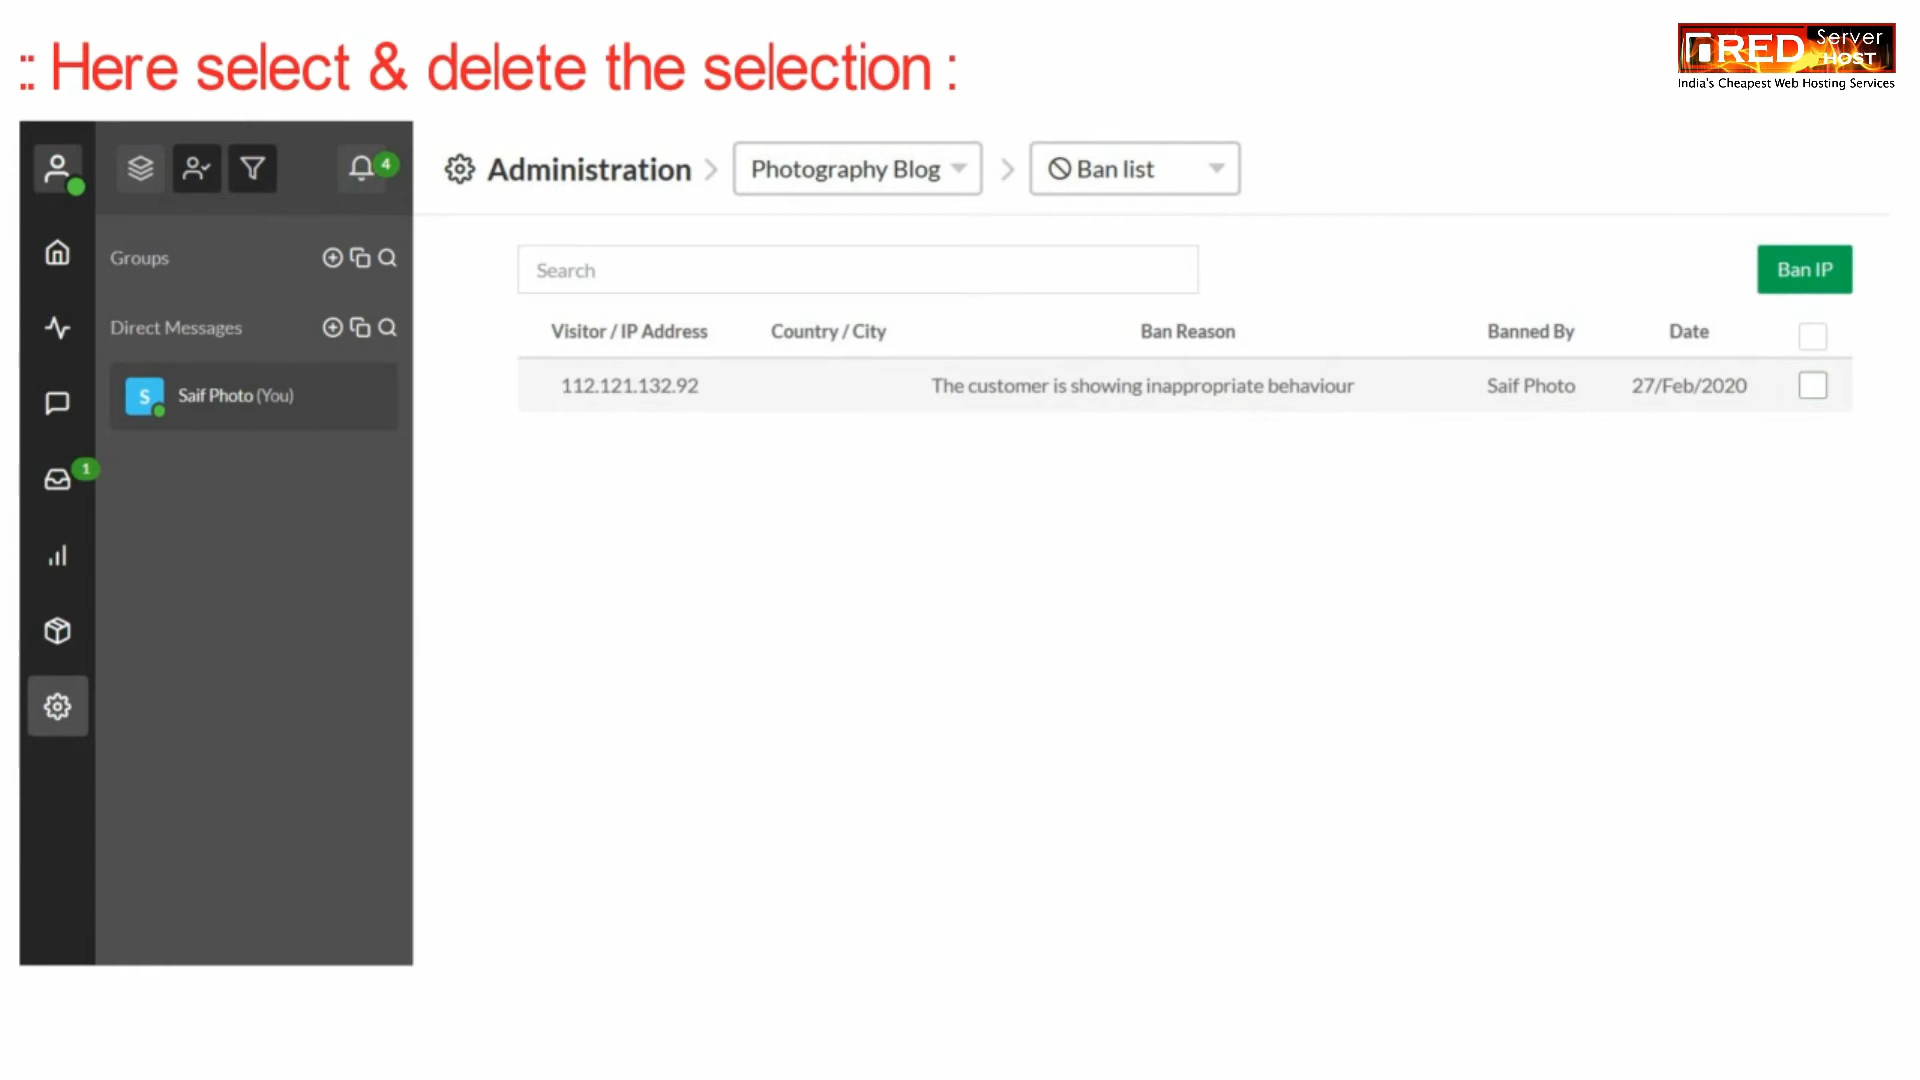 :: Here select & delete the selection :
RED Server HOST
India's Cheapest Web Hosting Services
4
Administration
Photography Blog
Ban list
Groups
Search
Ban IP
Direct Messages
Visitor / IP Address Country / City Ban Reason Banned By Date
S Saif Photo (You)
112.121.132.92 The customer is showing inappropriate behaviour Saif Photo 27/Feb/2020
1